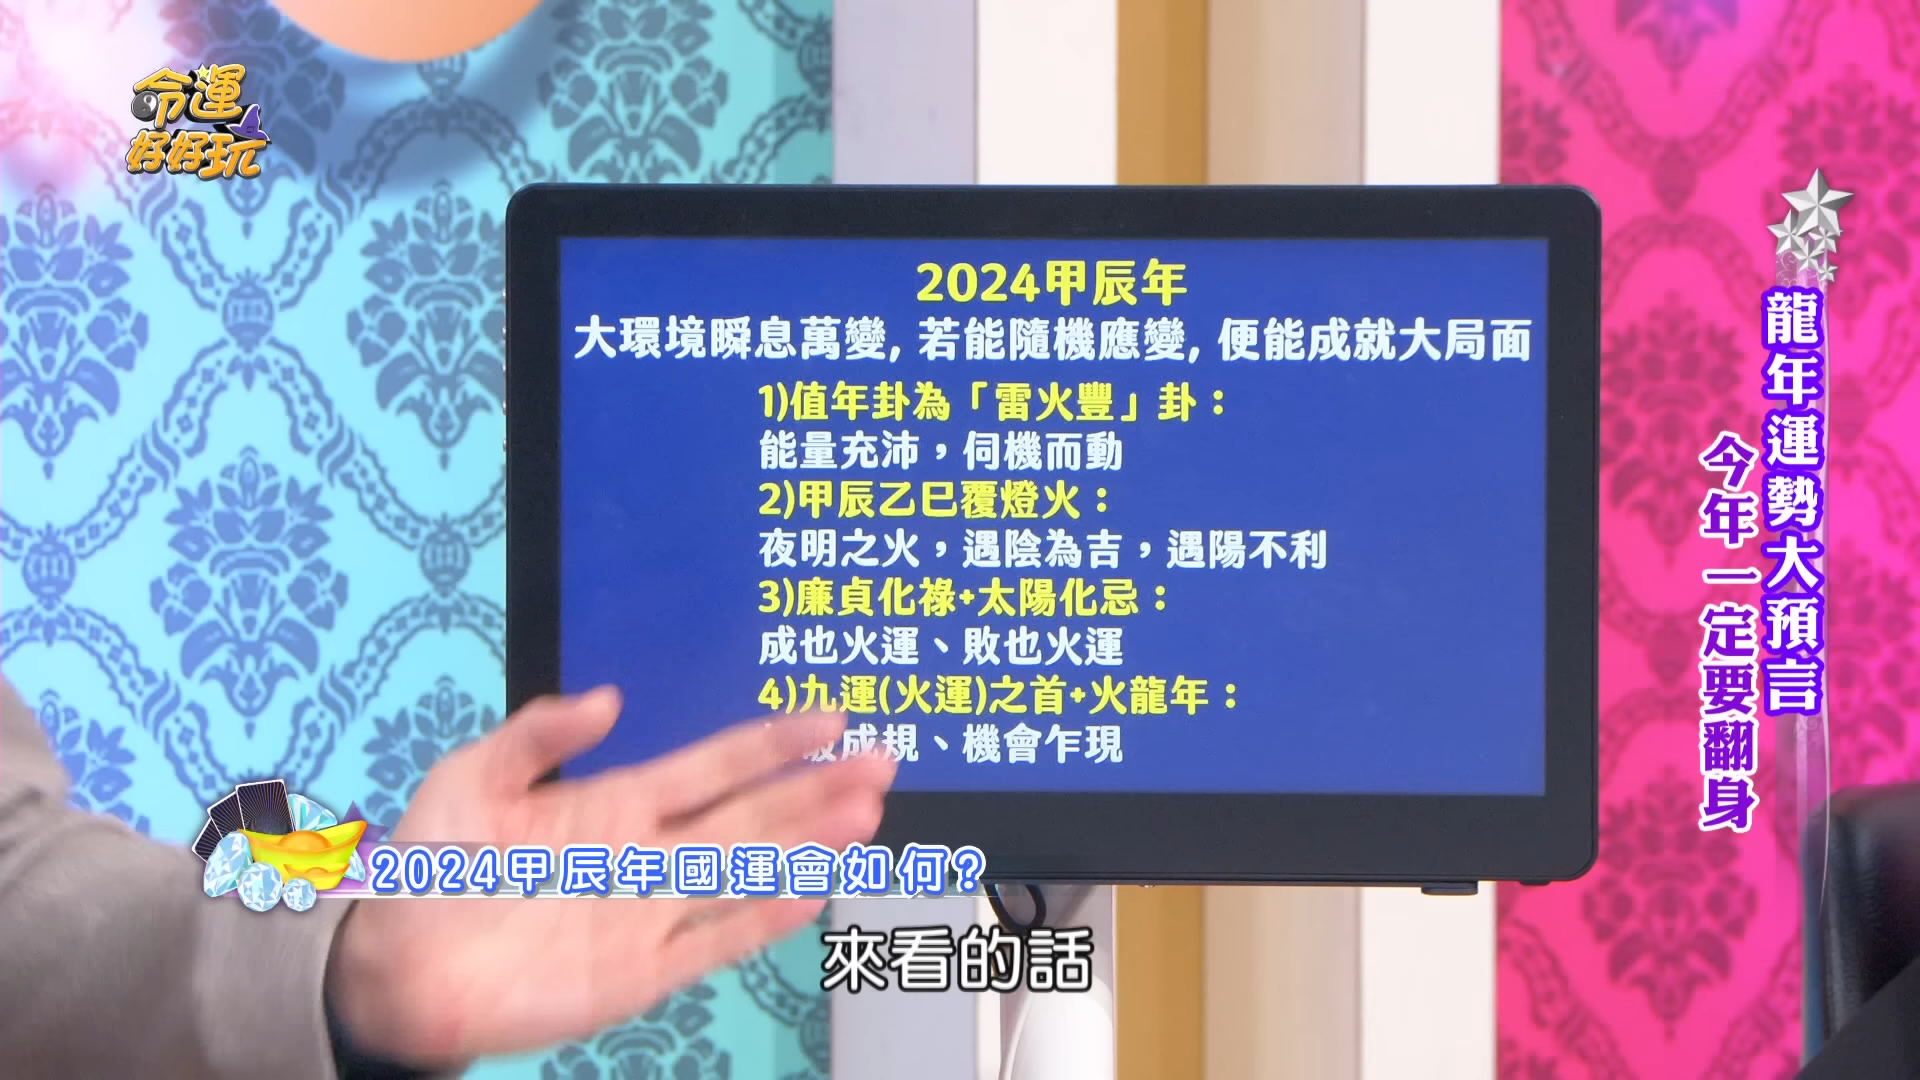 命運
好好玩
2024甲辰年
大環境瞬息萬變, 若能隨機應變, 便能成就大局面
1)值年卦為「雷火豐」卦：
能量充沛，伺機而動
2)甲辰乙巳覆燈火：
夜明之火，遇陰為吉，遇陽不利
3)廉貞化祿+太陽化忌：
成也火運、敗也火運
4)九運(火運)之首+火龍年：
成規、機會乍現
龍年運勢大預言
今年一定要翻身
2024甲辰年國運會如何?
來看的話